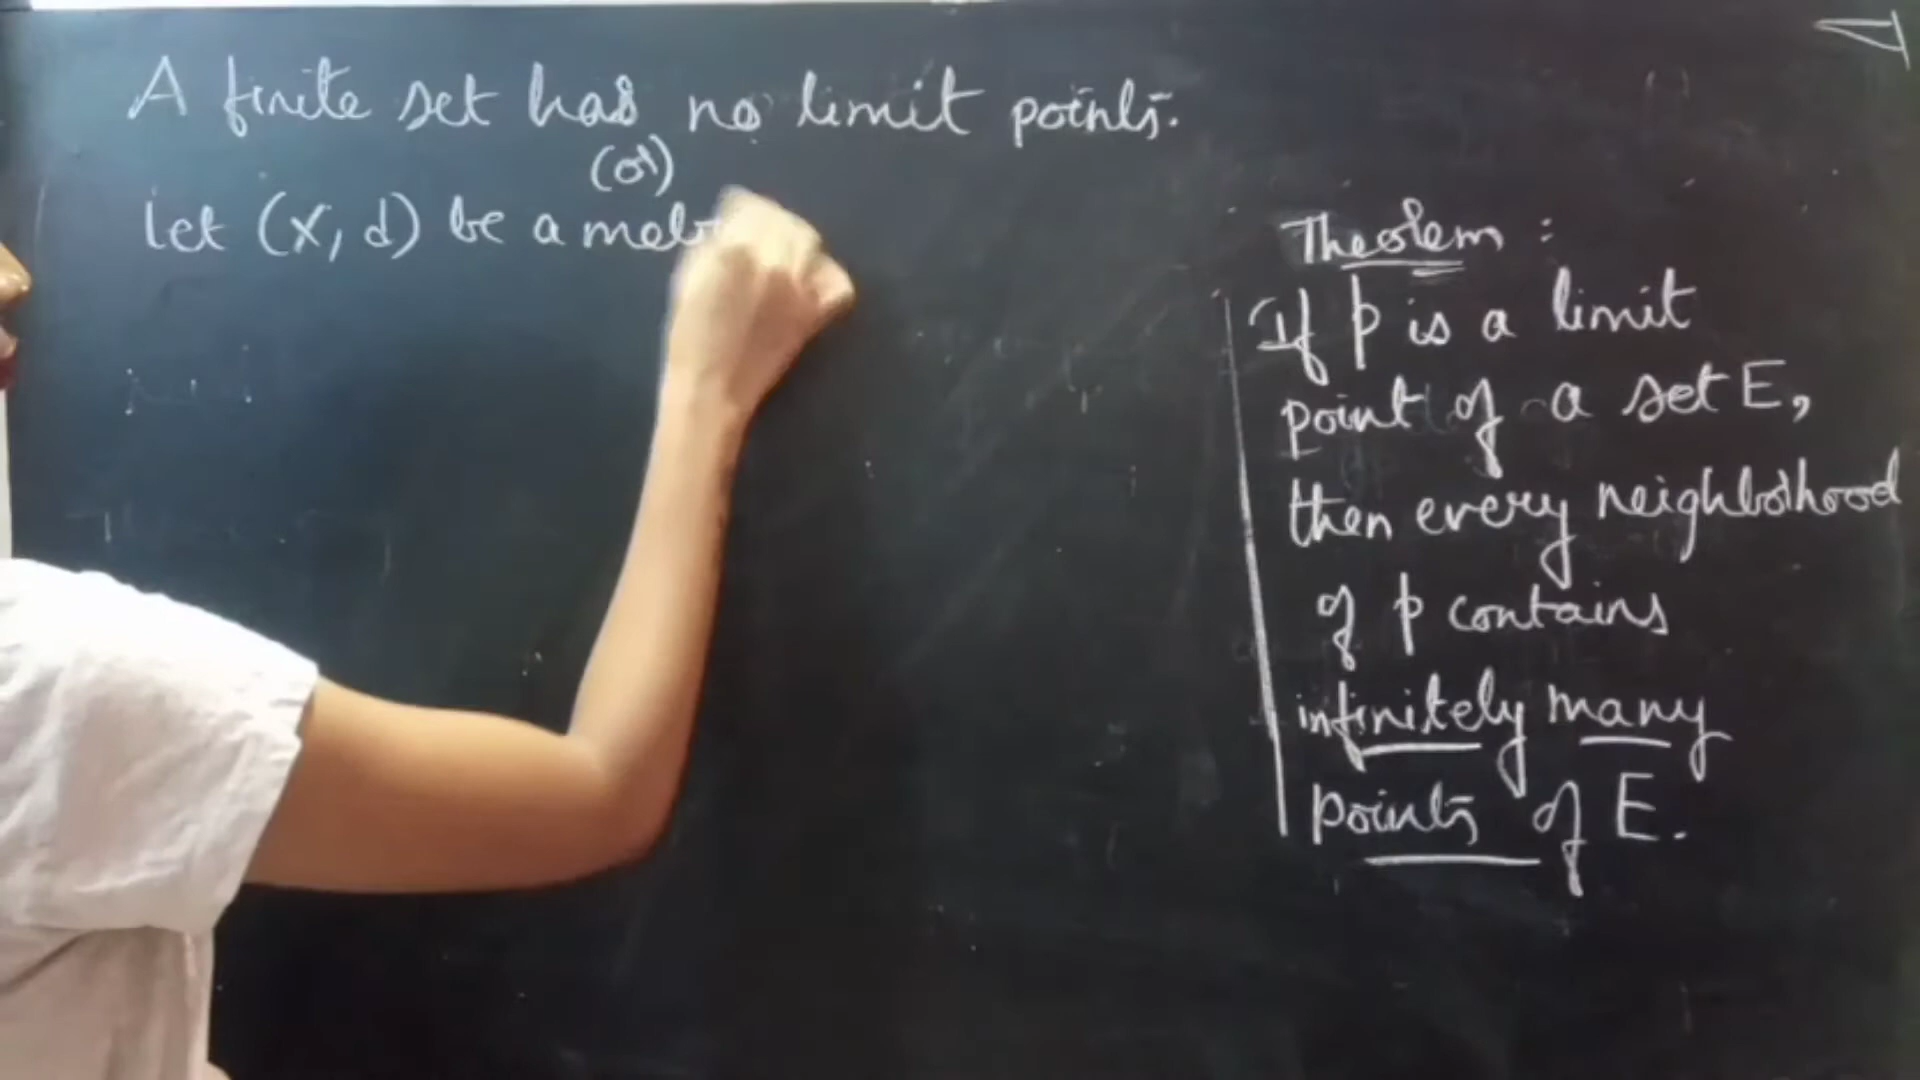 A finite set has no limit points.
(or)
Let (X, d) be a
Theorem :
If p is a limit
point of a set E,
then every neighborhood
of p contains
infinitely many
points of E.